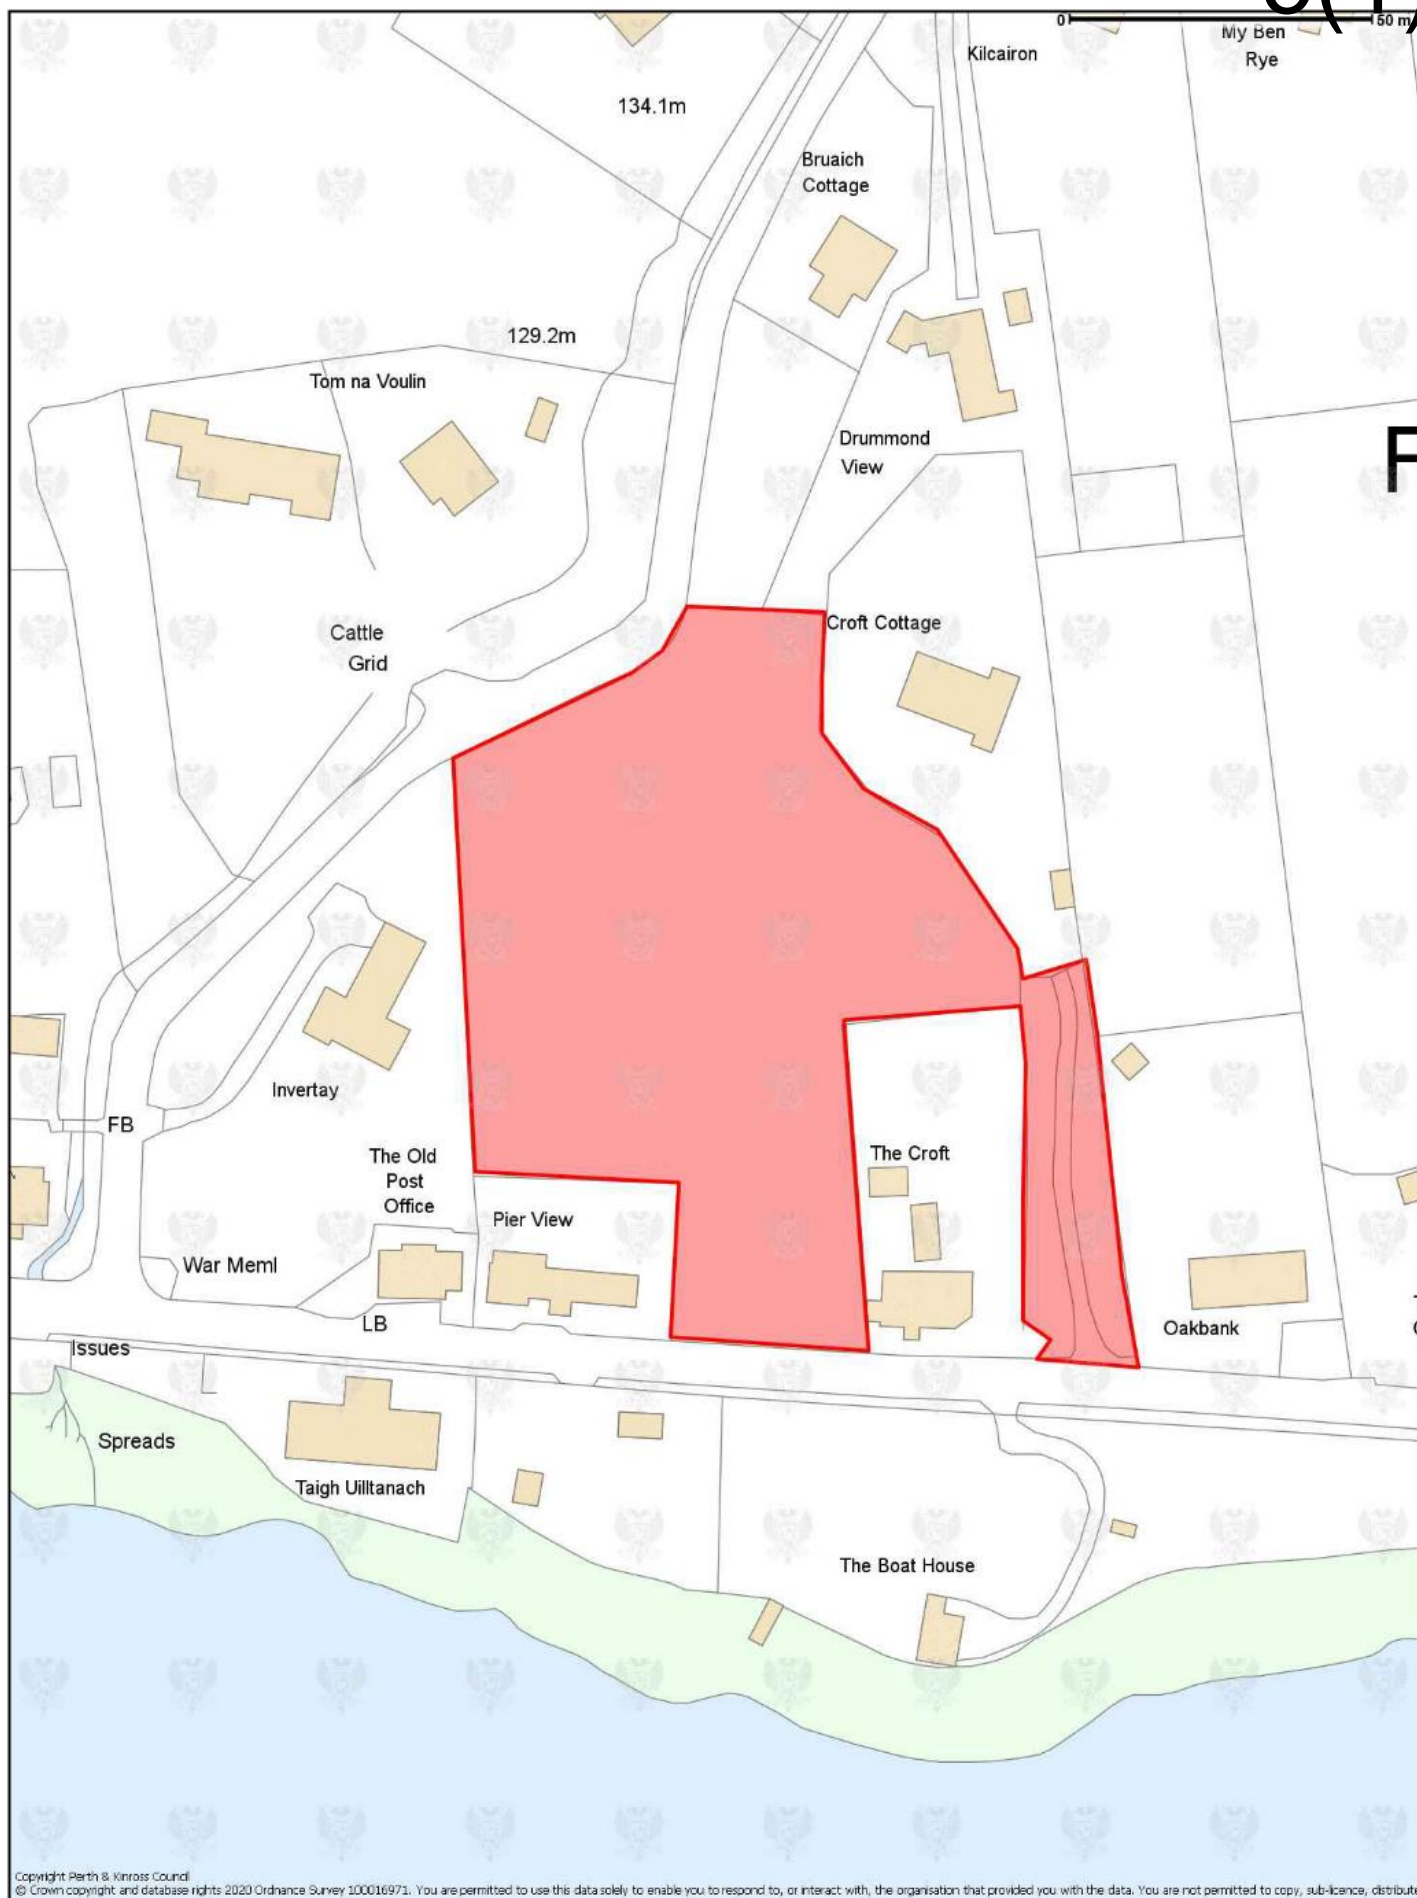 0
50 m
Kilcairon
My Ben
Rye
134.1m
Bruaich
Cottage
129.2m
Tom na Voulin
Drummond
View
F
Cattle
Grid
Croft Cottage
Invertay
FB
The Old
Post
Office
The Croft
Pier View
War Meml
LB
Oakbank
Issues
Spreads
Taigh Uilltanach
The Boat House
Copyright Perth & Kinross Council
© Crown copyright and database rights 2020 Ordnance Survey 100016971. You are permitted to use this data solely to enable you to respond to, or interact with, the organisation that provided you with the data. You are not permitted to copy, sub-licence, distribute